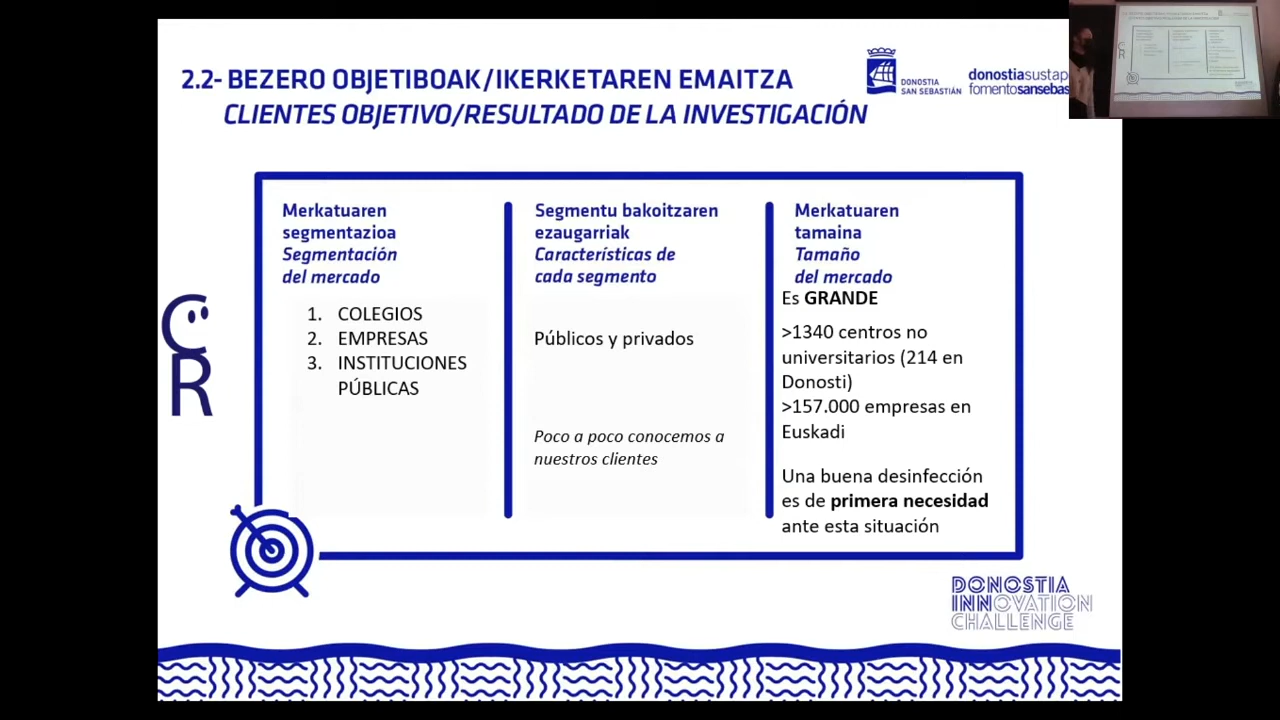 2.2- BEZERO OBJETIBOAK/IKERKETAREN EMAITZA
CLIENTES OBJETIVO/RESULTADO DE LA INVESTIGACIÓN
DONOSTIA
SAN SEBASTIÁN
donostiasustap
fomentosansebas
Merkatuaren
segmentazioa
Segmentación
del mercado
1. COLEGIOS
2. EMPRESAS
3. INSTITUCIONES
PÚBLICAS
Segmentu bakoitzaren
ezaugarriak
Características de
cada segmento
Públicos y privados
Poco a poco conocemos a
nuestros clientes
Merkatuaren
tamaina
Tamaño
del mercado
Es GRANDE
>1340 centros no
universitarios (214 en
Donosti)
>157.000 empresas en
Euskadi
Una buena desinfección
es de primera necesidad
ante esta situación
CR
DONOSTIA
INNOVATION
CHALLENGE